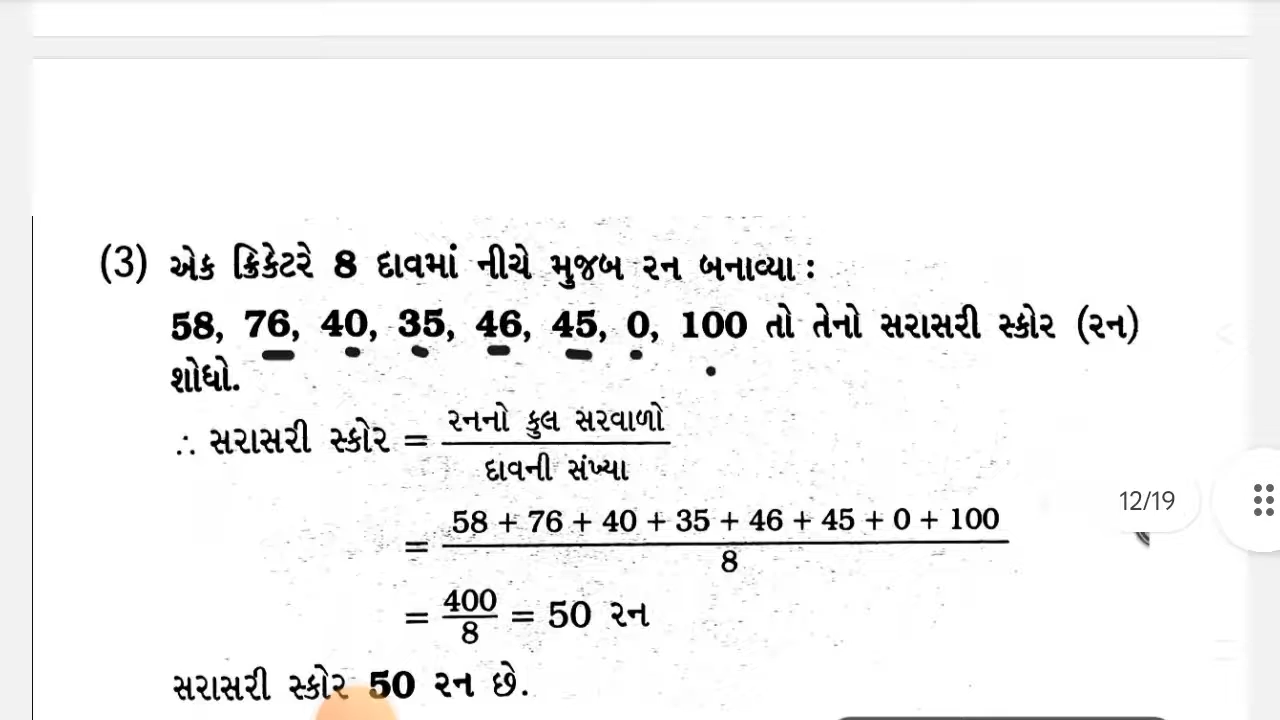 (3) એક ક્રિકેટરે 8 દાવમાં નીચે મુજબ રન બનાવ્યા :
58, 76, 40, 35, 46, 45, 0, 100 તો તેનો સરાસરી સ્કોર (રન)
શોધો.
∴ સરાસરી સ્કોર = રનનો કુલ સરવાળો
દાવની સંખ્યા
= 58 + 76 + 40 + 35 + 46 + 45 + 0 + 100
8
= 400
8 = 50 રન
સરાસરી સ્કોર 50 રન છે.
12/19